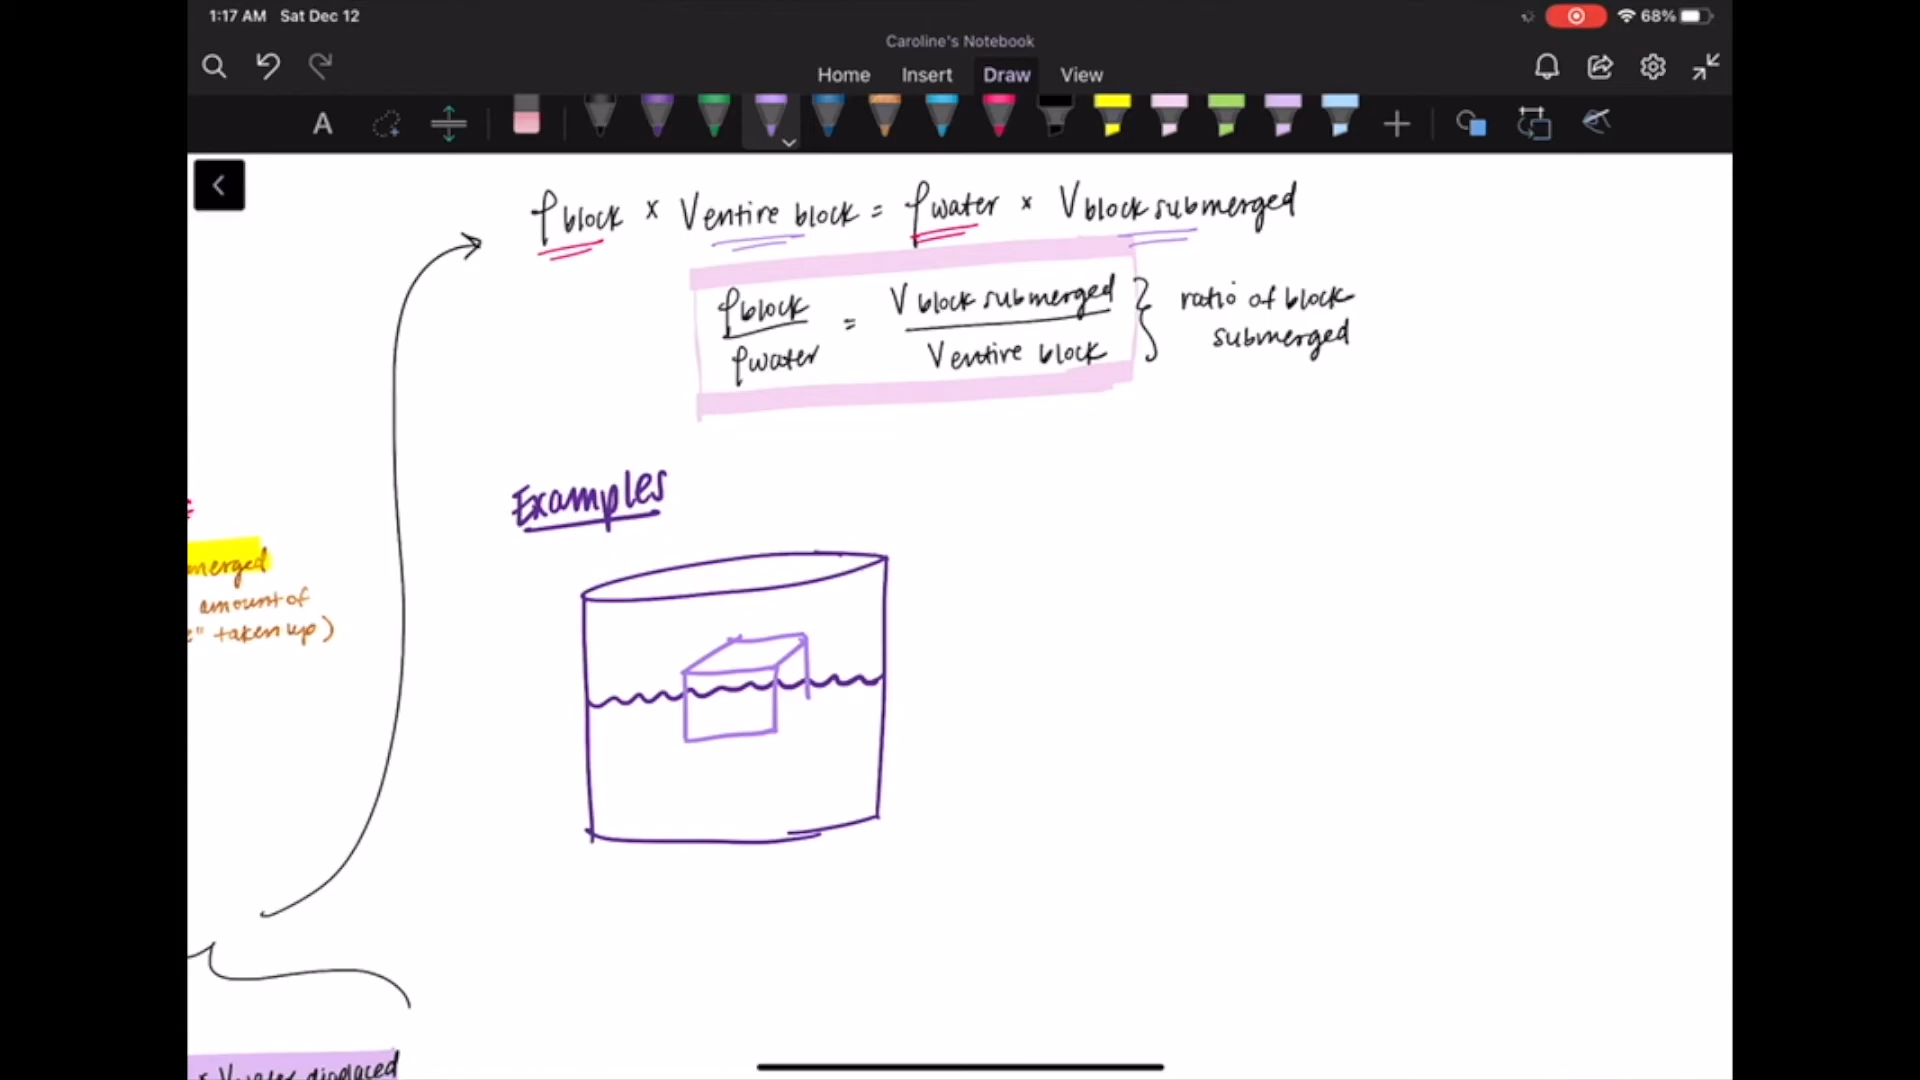 1:17 AM Sat Dec 12
68%
Caroline's Notebook
Home Insert Draw View
A
ρblock × Ventire block = ρwater × Vblock submerged
ρblock / ρwater = Vblock submerged / Ventire block } ratio of block submerged
Examples
merged
amount of
e" taken up)
displaced